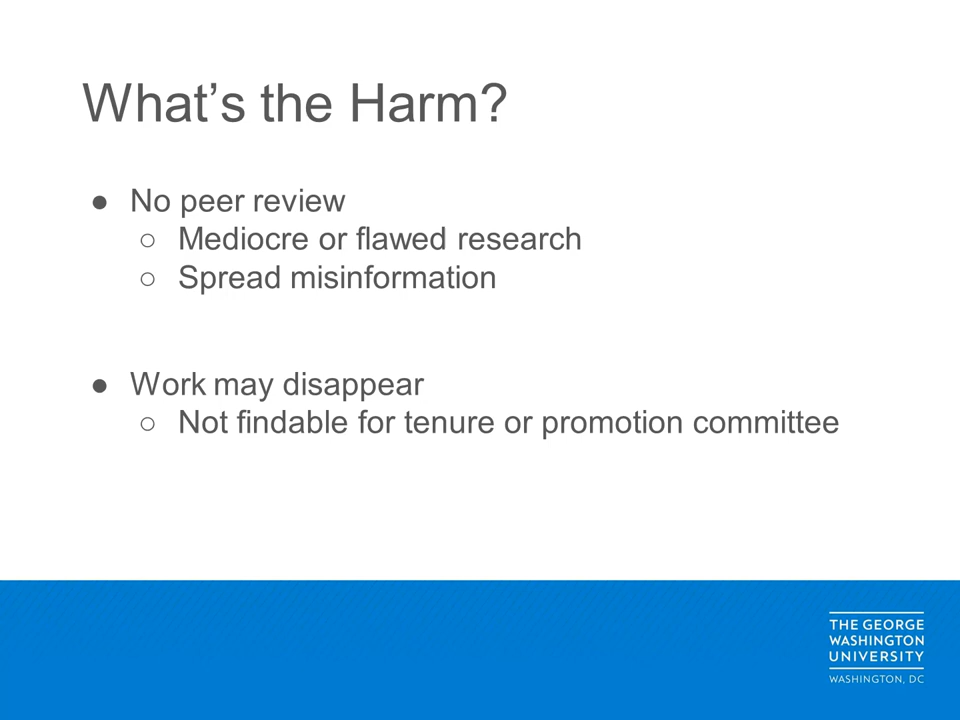 What’s the Harm?
● No peer review
○ Mediocre or flawed research
○ Spread misinformation
● Work may disappear
○ Not findable for tenure or promotion committee
THE GEORGE
WASHINGTON
UNIVERSITY
WASHINGTON, DC